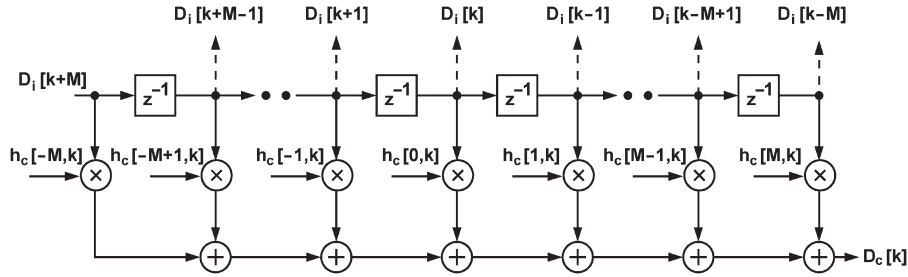 D_i[k+M−1] D_i[k+1] D_i[k] D_i[k−1] D_i[k−M+1] D_i[k−M]
D_i[k+M] z⁻¹ z⁻¹ z⁻¹ z⁻¹
h_c[−M,k] h_c[−M+1,k] h_c[−1,k] h_c[0,k] h_c[1,k] h_c[M−1,k] h_c[M,k]
× × × × × × ×
+ + + + + + D_c[k]